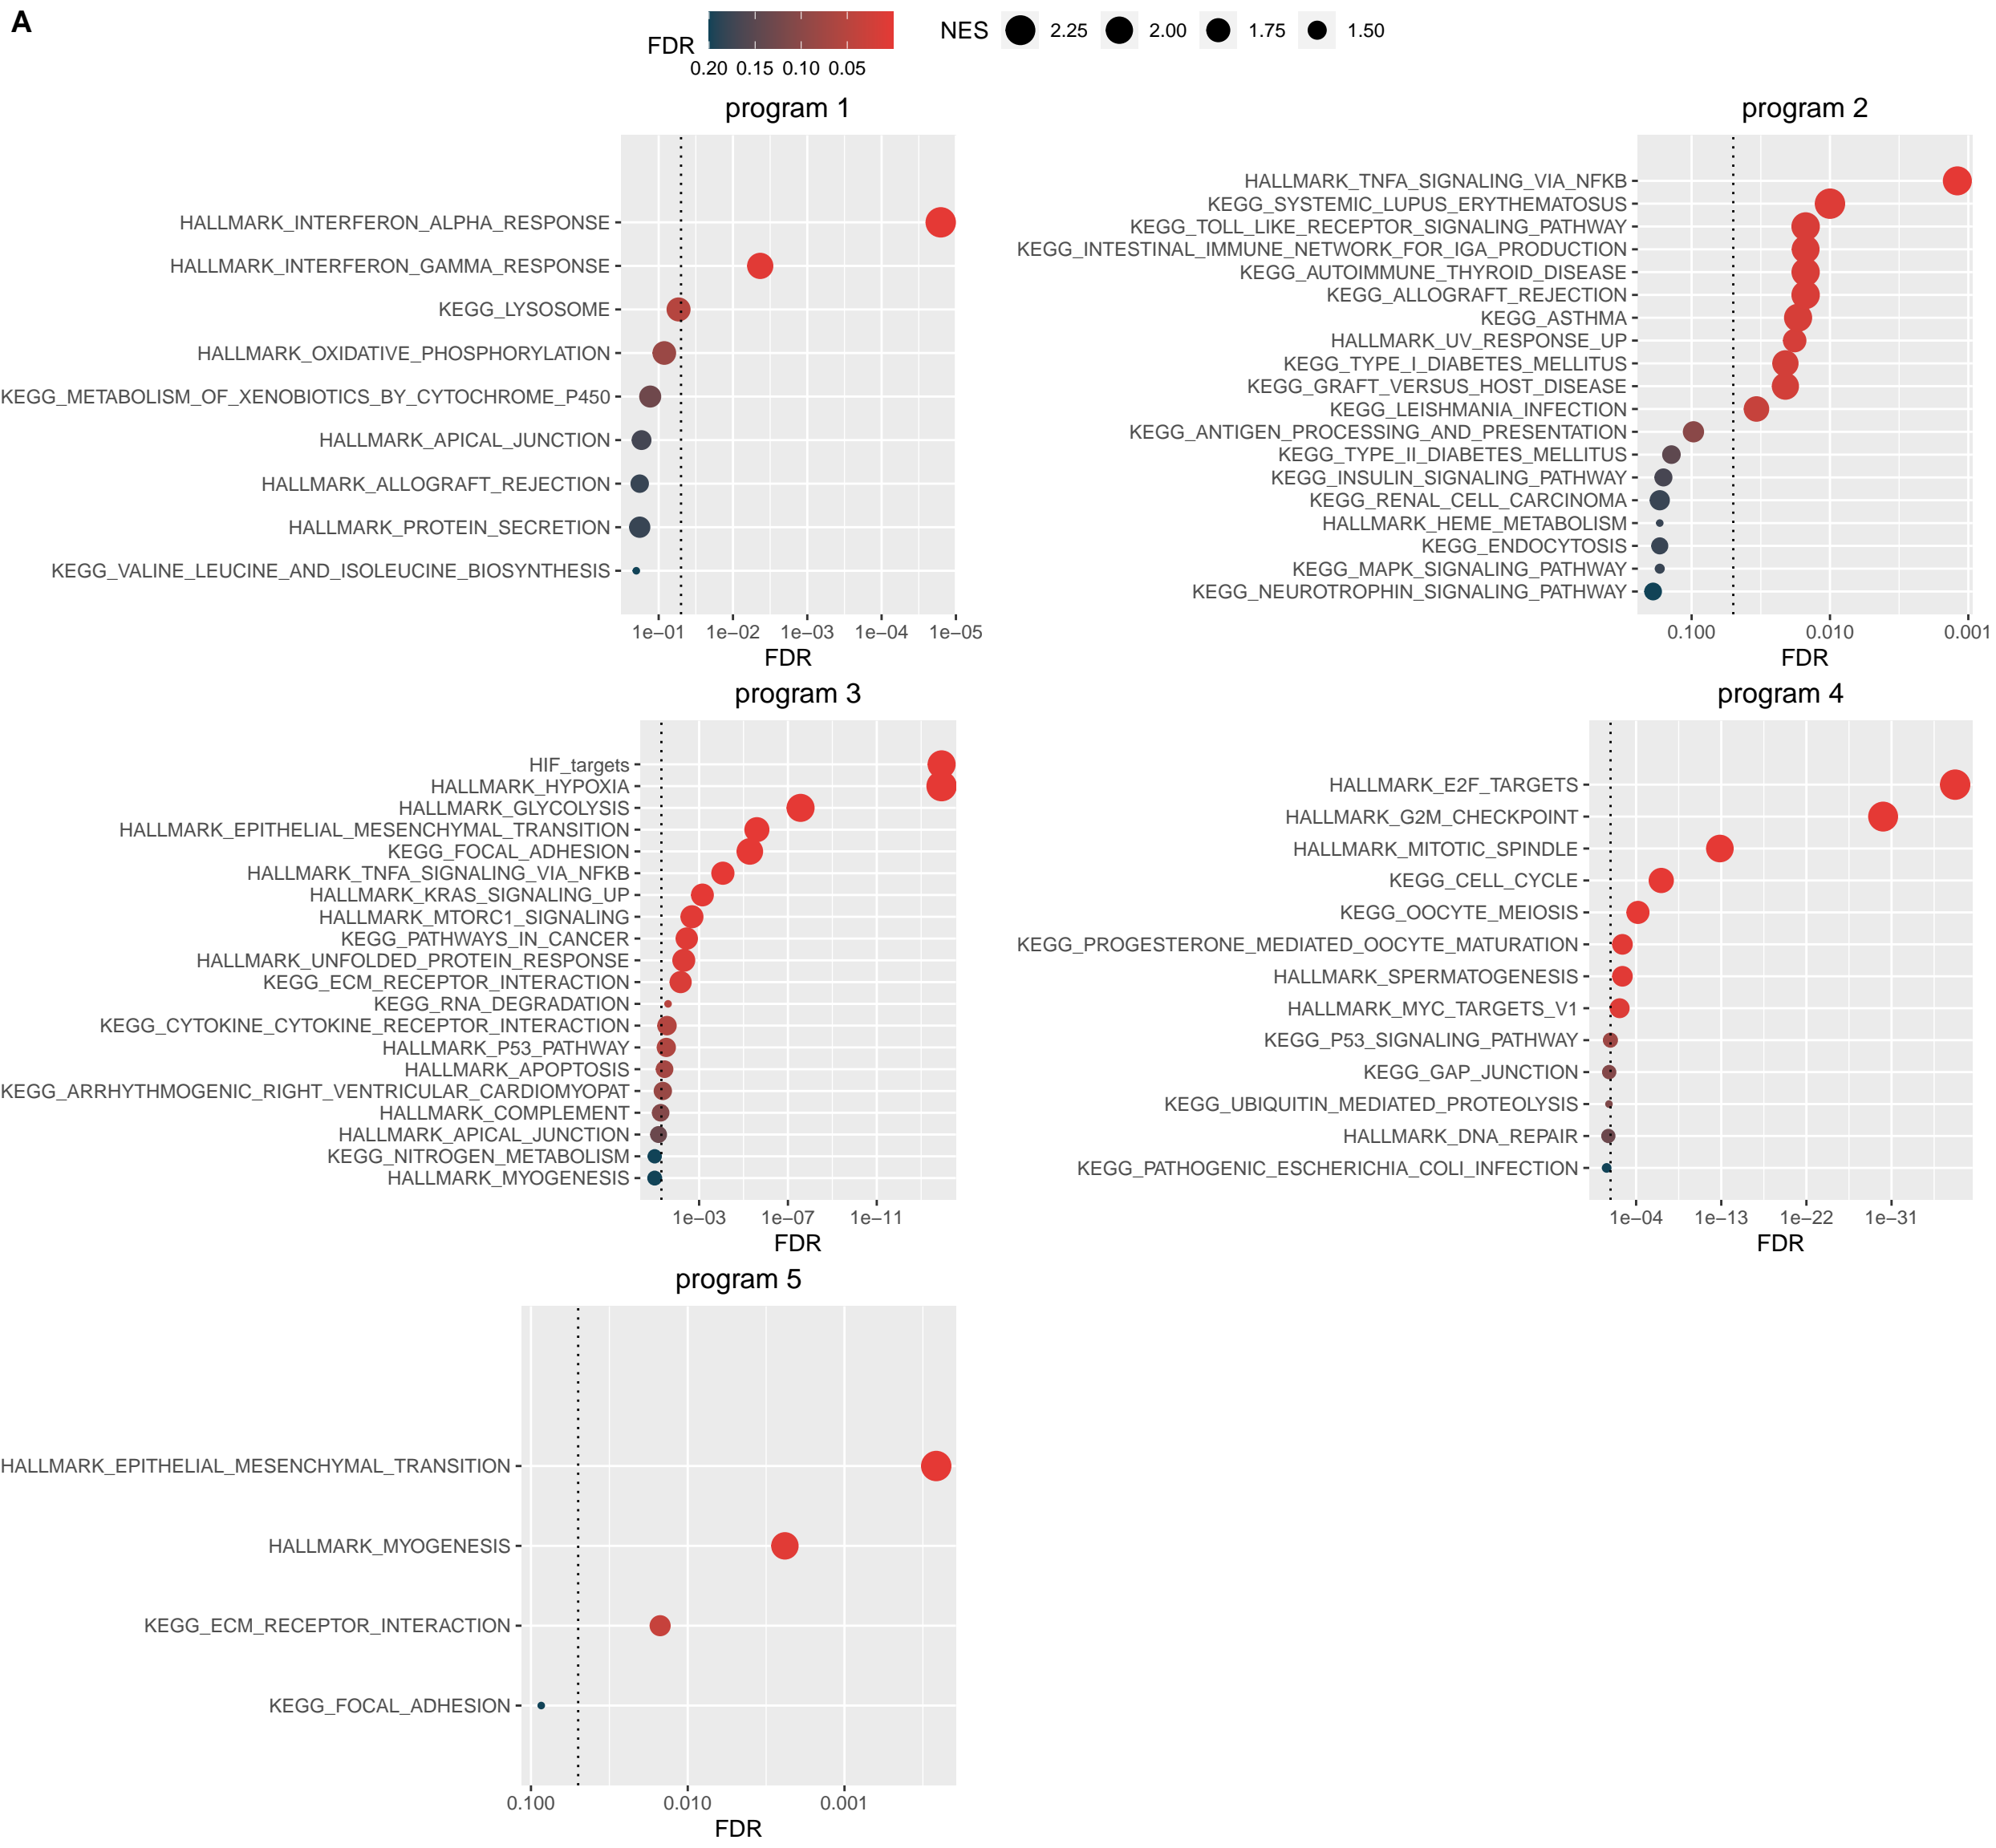 A
FDR
0.20 0.15 0.10 0.05
NES 2.25 2.00 1.75 1.50
program 1
HALLMARK_INTERFERON_ALPHA_RESPONSE
HALLMARK_INTERFERON_GAMMA_RESPONSE
KEGG_LYSOSOME
HALLMARK_OXIDATIVE_PHOSPHORYLATION
KEGG_METABOLISM_OF_XENOBIOTICS_BY_CYTOCHROME_P450
HALLMARK_APICAL_JUNCTION
HALLMARK_ALLOGRAFT_REJECTION
HALLMARK_PROTEIN_SECRETION
KEGG_VALINE_LEUCINE_AND_ISOLEUCINE_BIOSYNTHESIS
1e−01 1e−02 1e−03 1e−04 1e−05
FDR
program 2
HALLMARK_TNFA_SIGNALING_VIA_NFKB
KEGG_SYSTEMIC_LUPUS_ERYTHEMATOSUS
KEGG_TOLL_LIKE_RECEPTOR_SIGNALING_PATHWAY
KEGG_INTESTINAL_IMMUNE_NETWORK_FOR_IGA_PRODUCTION
KEGG_AUTOIMMUNE_THYROID_DISEASE
KEGG_ALLOGRAFT_REJECTION
KEGG_ASTHMA
HALLMARK_UV_RESPONSE_UP
KEGG_TYPE_I_DIABETES_MELLITUS
KEGG_GRAFT_VERSUS_HOST_DISEASE
KEGG_LEISHMANIA_INFECTION
KEGG_ANTIGEN_PROCESSING_AND_PRESENTATION
KEGG_TYPE_II_DIABETES_MELLITUS
KEGG_INSULIN_SIGNALING_PATHWAY
KEGG_RENAL_CELL_CARCINOMA
HALLMARK_HEME_METABOLISM
KEGG_ENDOCYTOSIS
KEGG_MAPK_SIGNALING_PATHWAY
KEGG_NEUROTROPHIN_SIGNALING_PATHWAY
0.100 0.010 0.001
FDR
program 3
HIF_targets
HALLMARK_HYPOXIA
HALLMARK_GLYCOLYSIS
HALLMARK_EPITHELIAL_MESENCHYMAL_TRANSITION
KEGG_FOCAL_ADHESION
HALLMARK_TNFA_SIGNALING_VIA_NFKB
HALLMARK_KRAS_SIGNALING_UP
HALLMARK_MTORC1_SIGNALING
KEGG_PATHWAYS_IN_CANCER
HALLMARK_UNFOLDED_PROTEIN_RESPONSE
KEGG_ECM_RECEPTOR_INTERACTION
KEGG_RNA_DEGRADATION
KEGG_CYTOKINE_CYTOKINE_RECEPTOR_INTERACTION
HALLMARK_P53_PATHWAY
HALLMARK_APOPTOSIS
KEGG_ARRHYTHMOGENIC_RIGHT_VENTRICULAR_CARDIOMYOPAT
HALLMARK_COMPLEMENT
HALLMARK_APICAL_JUNCTION
KEGG_NITROGEN_METABOLISM
HALLMARK_MYOGENESIS
1e−03 1e−07 1e−11
FDR
program 4
HALLMARK_E2F_TARGETS
HALLMARK_G2M_CHECKPOINT
HALLMARK_MITOTIC_SPINDLE
KEGG_CELL_CYCLE
KEGG_OOCYTE_MEIOSIS
KEGG_PROGESTERONE_MEDIATED_OOCYTE_MATURATION
HALLMARK_SPERMATOGENESIS
HALLMARK_MYC_TARGETS_V1
KEGG_P53_SIGNALING_PATHWAY
KEGG_GAP_JUNCTION
KEGG_UBIQUITIN_MEDIATED_PROTEOLYSIS
HALLMARK_DNA_REPAIR
KEGG_PATHOGENIC_ESCHERICHIA_COLI_INFECTION
1e−04 1e−13 1e−22 1e−31
FDR
program 5
HALLMARK_EPITHELIAL_MESENCHYMAL_TRANSITION
HALLMARK_MYOGENESIS
KEGG_ECM_RECEPTOR_INTERACTION
KEGG_FOCAL_ADHESION
0.100 0.010 0.001
FDR